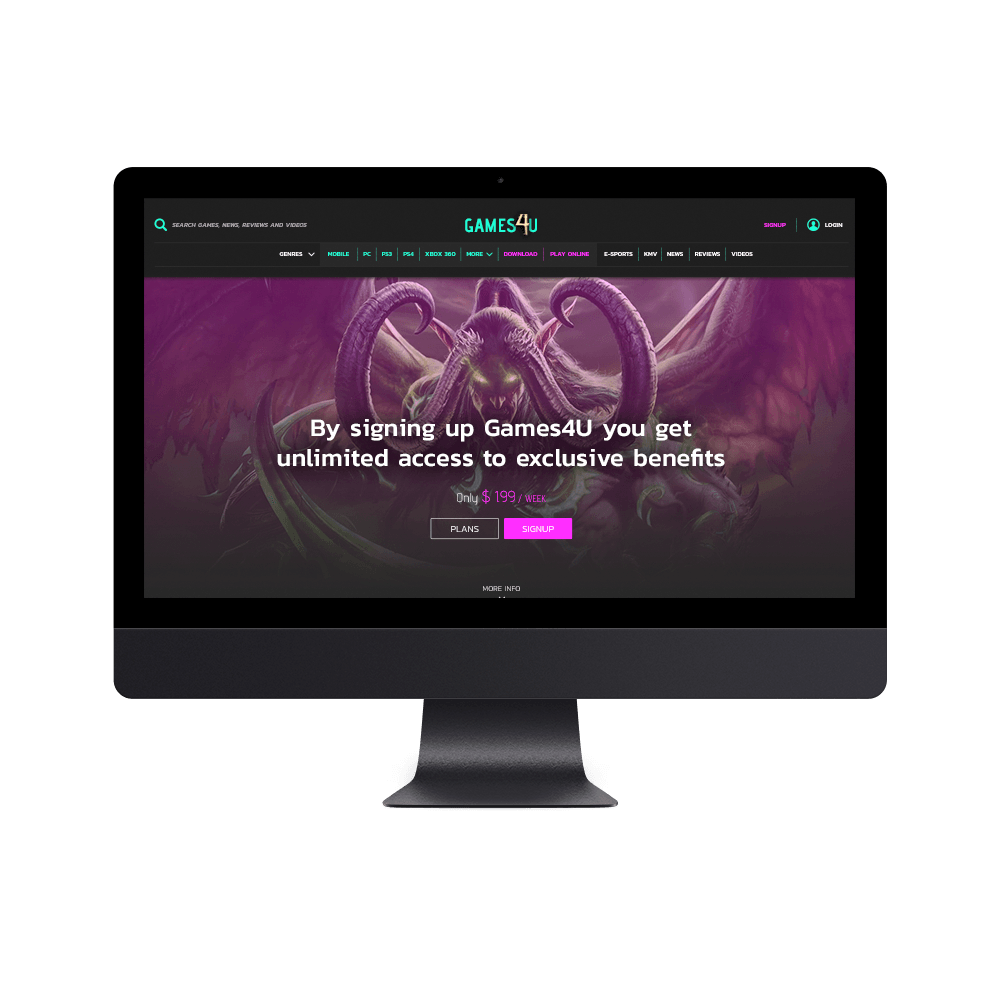 SEARCH GAMES, NEWS, REVIEWS AND VIDEOS
GAMES4U
SIGNUP
LOGIN
GENRES MOBILE PC PS3 PS4 XBOX 360 MORE DOWNLOAD PLAY ONLINE E-SPORTS KMV NEWS REVIEWS VIDEOS
By signing up Games4U you get
unlimited access to exclusive benefits
Only $ 199 / WEEK
PLANS SIGNUP
MORE INFO